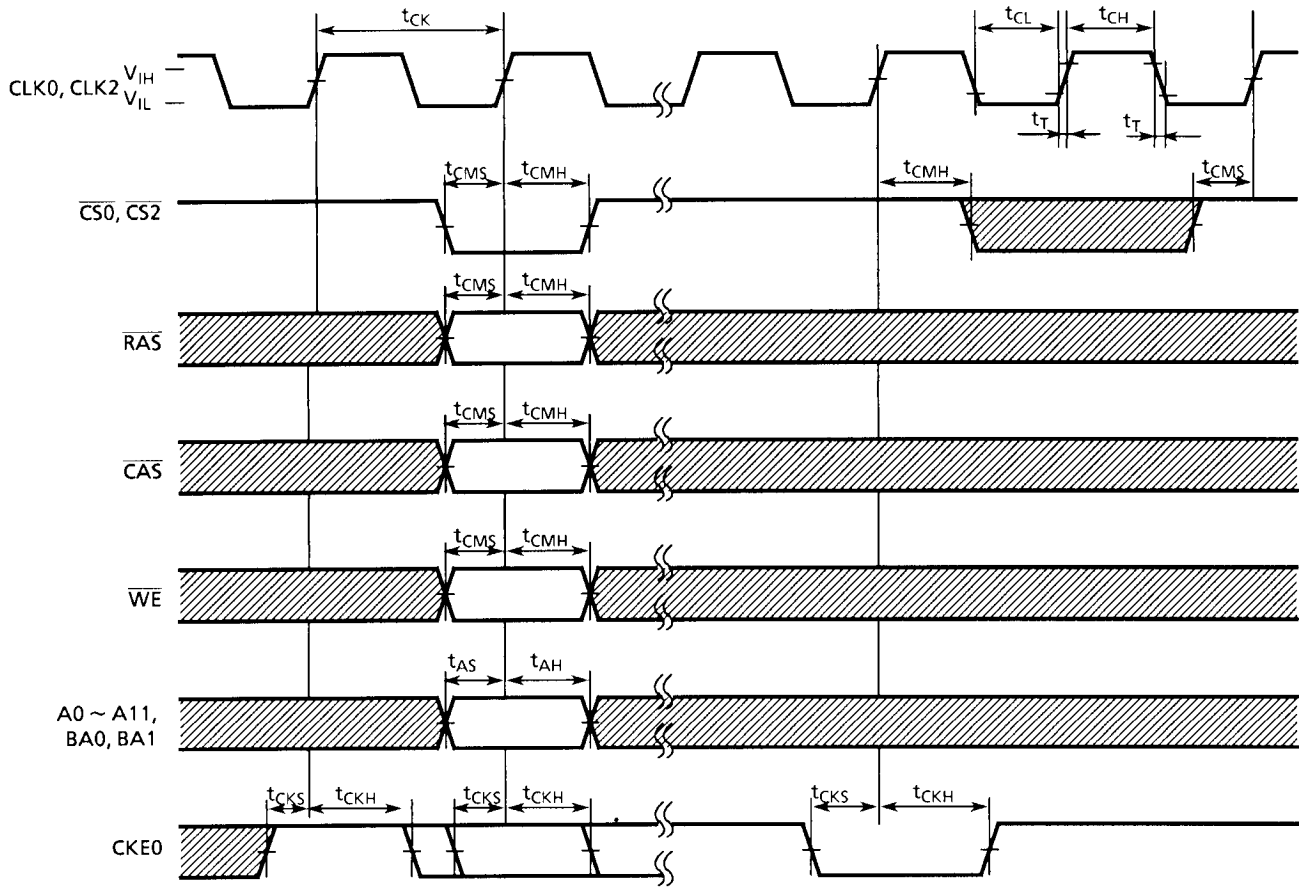 tCK
tCL
tCH
CLK0, CLK2
VIH
VIL
tT
tT
tCMS
tCMH
tCMH
tCMS
CS0, CS2
tCMS
tCMH
RAS
tCMS
tCMH
CAS
tCMS
tCMH
WE
tAS
tAH
A0 ~ A11,
BA0, BA1
tCKS
tCKH
tCKS
tCKH
tCKS
tCKH
CKE0